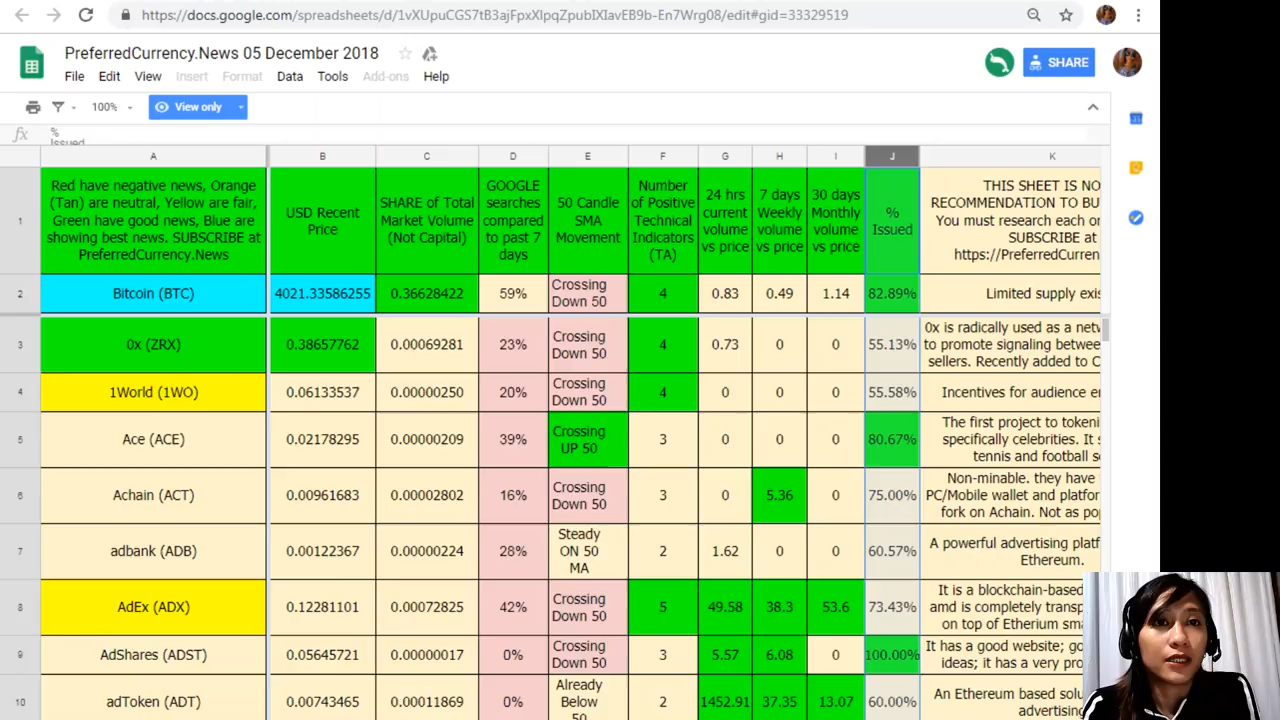 https://docs.google.com/spreadsheets/d/1vXUpuCGS7tB3ajFpxXlpqZpubIXIavEB9b-En7Wrg08/edit#gid=33329519
PreferredCurrency.News 05 December 2018
SHARE
File Edit View Insert Format Data Tools Add-ons Help
100% View only
fx %
Issued
A B C D E F G H I J K
1
Red have negative news, Orange
(Tan) are neutral, Yellow are fair,
Green have good news, Blue are
showing best news. SUBSCRIBE at
PreferredCurrency.News
USD Recent
Price
SHARE of Total
Market Volume
(Not Capital)
GOOGLE
searches
compared
to past 7
days
50 Candle
SMA
Movement
Number
of Positive
Technical
Indicators
(TA)
24 hrs
current
volume
vs price
7 days
Weekly
volume
vs price
30 days
Monthly
volume
vs price
%
Issued
THIS SHEET IS NO
RECOMMENDATION TO BU
You must research each or
SUBSCRIBE at
https://PreferredCurren
2 Bitcoin (BTC) 4021.33586255 0.36628422 59% Crossing
Down 50
4 0.83 0.49 1.14 82.89% Limited supply exis
3 0x (ZRX) 0.38657762 0.00069281 23% Crossing
Down 50
4 0.73 0 0 55.13% 0x is radically used as a netw
to promote signaling betwee
sellers. Recently added to C
4 1World (1WO) 0.06133537 0.00000250 20% Crossing
Down 50
4 0 0 0 55.58% Incentives for audience er
5 Ace (ACE) 0.02178295 0.00000209 39% Crossing
UP 50
3 0 0 0 80.67% The first project to tokeni
specifically celebrities. It s
tennis and football s
6 Achain (ACT) 0.00961683 0.00002802 16% Crossing
Down 50
3 0 5.36 0 75.00% Non-minable. they have
PC/Mobile wallet and platfor
fork on Achain. Not as po
7 adbank (ADB) 0.00122367 0.00000224 28% Steady
ON 50
MA
2 1.62 0 0 60.57% A powerful advertising platf
Ethereum.
8 AdEx (ADX) 0.12281101 0.00072825 42% Crossing
Down 50
5 49.58 38.3 53.6 73.43% It is a blockchain-based
amd is completely transp
on top of Etherium sma
9 AdShares (ADST) 0.05645721 0.00000017 0% Crossing
Down 50
3 5.57 6.08 0 100.00% It has a good website; go
ideas; it has a very pro
10 adToken (ADT) 0.00743465 0.00011869 0% Already
Below
50
2 1452.91 37.35 13.07 60.00% An Ethereum based solu
advertising